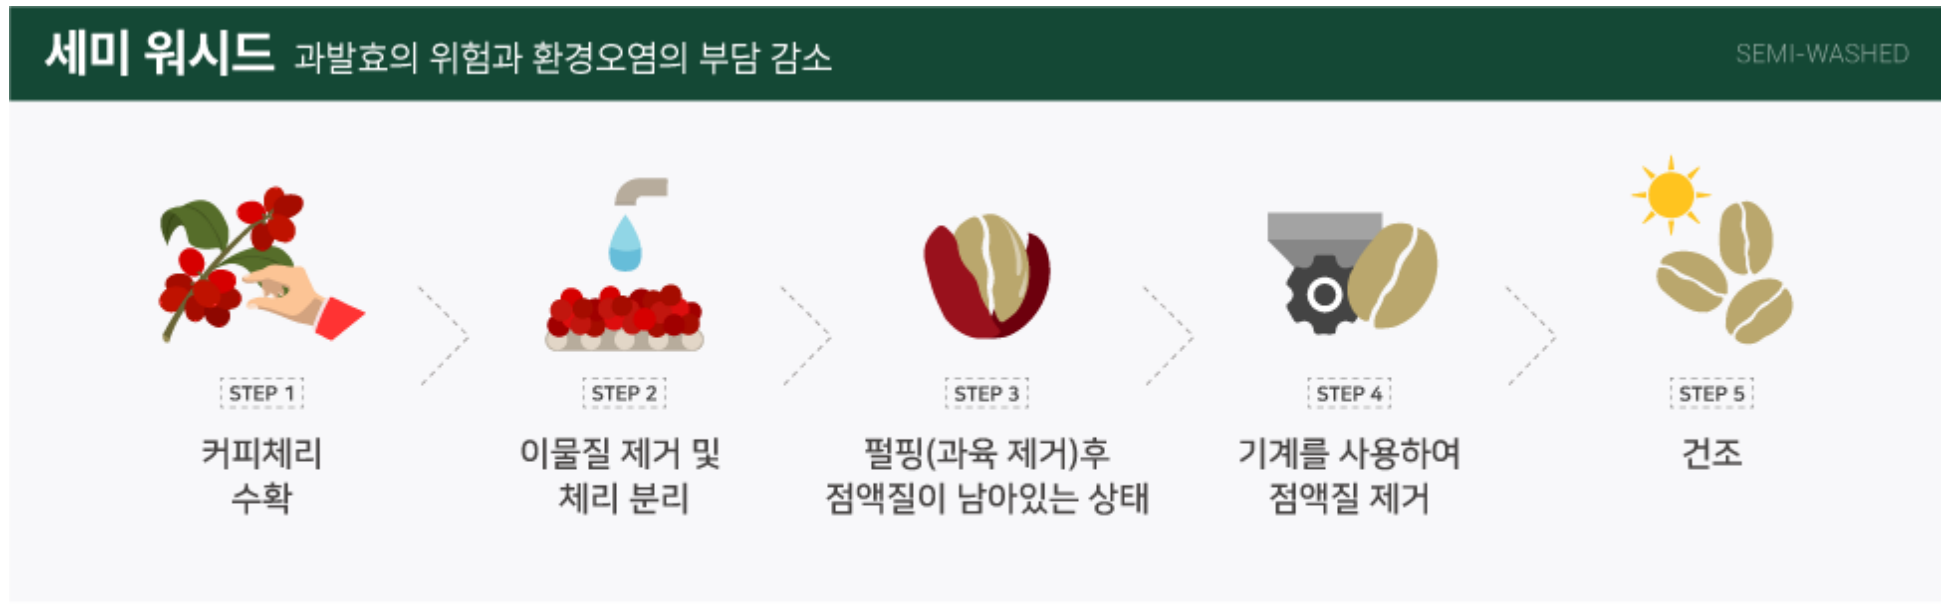 세미 워시드 과발효의 위험과 환경오염의 부담 감소
SEMI-WASHED
STEP 1
커피체리
수확
STEP 2
이물질 제거 및
체리 분리
STEP 3
펄핑(과육 제거)후
점액질이 남아있는 상태
STEP 4
기계를 사용하여
점액질 제거
STEP 5
건조